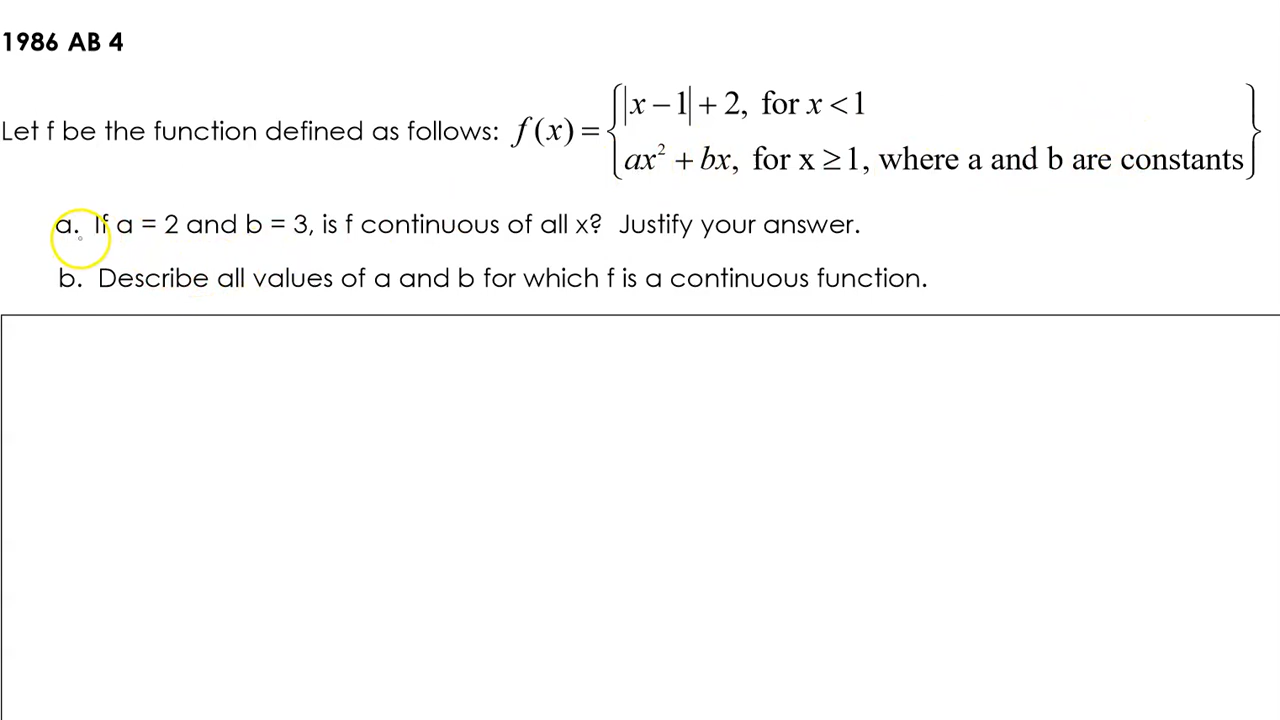 1986 AB 4
Let f be the function defined as follows: f(x) = { |x − 1| + 2, for x < 1
ax² + bx, for x ≥ 1, where a and b are constants }
a. If a = 2 and b = 3, is f continuous of all x? Justify your answer.
b. Describe all values of a and b for which f is a continuous function.